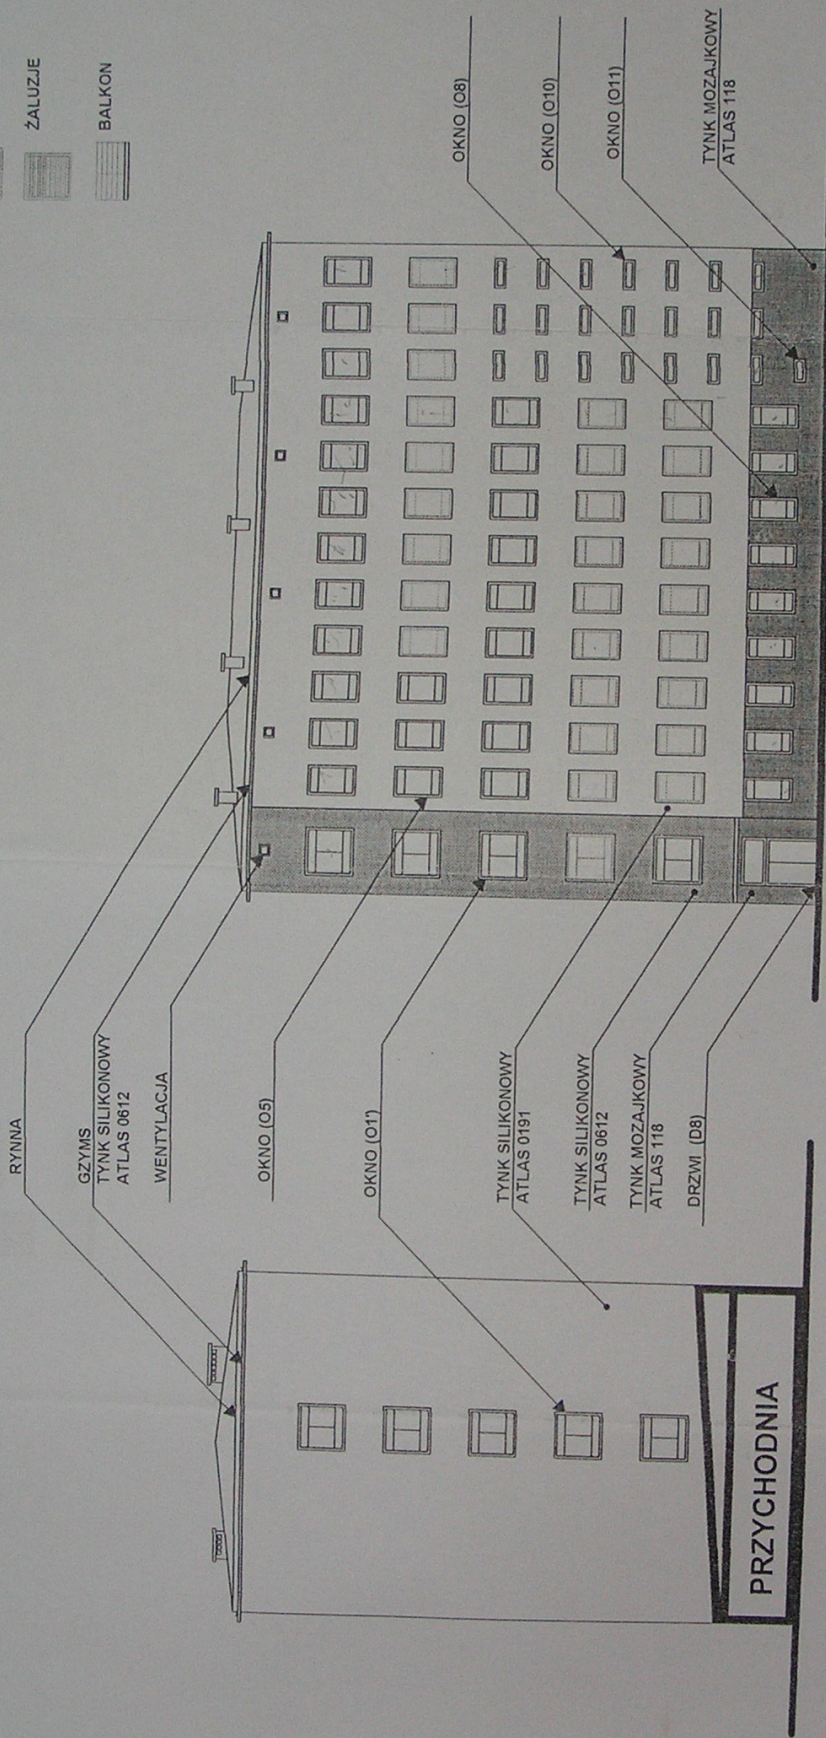 ŻALUZJE
BALKON
RYNNA
GZYMS
TYNK SILIKONOWY
ATLAS 0612
WENTYLACJA
OKNO (O5)
OKNO (O1')
TYNK SILIKONOWY
ATLAS 0191
TYNK SILIKONOWY
ATLAS 0612
TYNK MOZAJKOWY
ATLAS 118
DRZWI (D8)
OKNO (O8)
OKNO (O10)
OKNO (O11)
TYNK MOZAJKOWY
ATLAS 118
PRZYCHODNIA